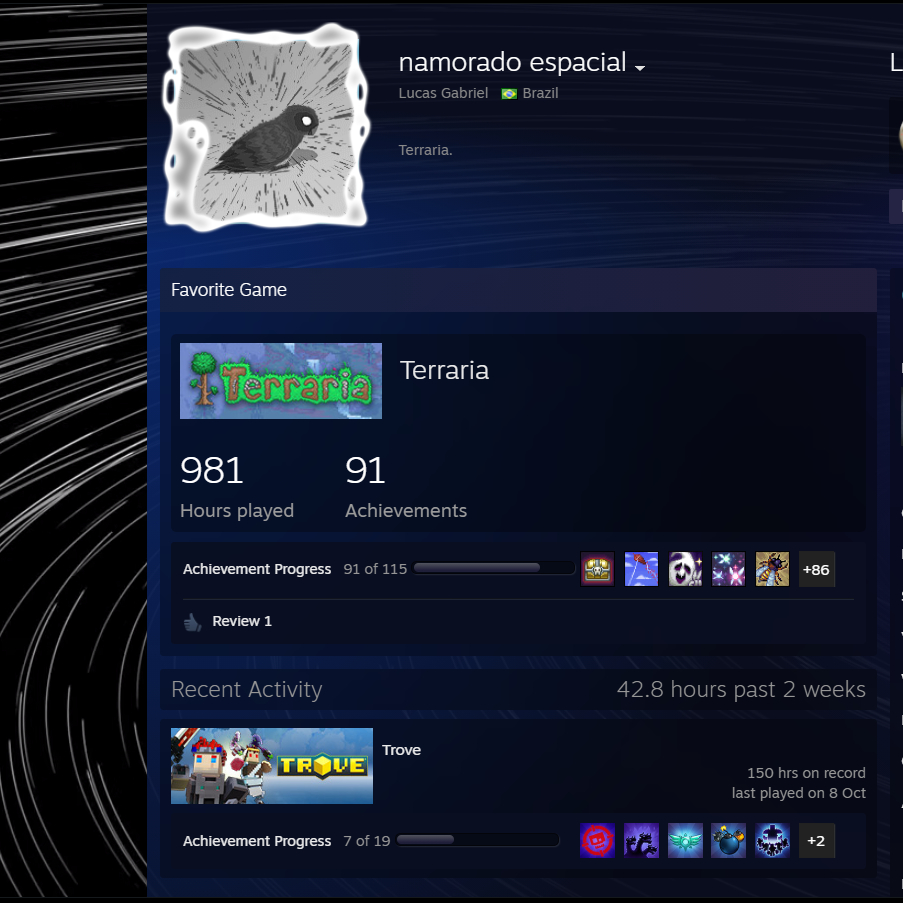 namorado espacial
Lucas Gabriel Brazil
Terraria.
Favorite Game
Terraria
Terraria
981 91
Hours played Achievements
Achievement Progress 91 of 115 +86
Review 1
Recent Activity 42.8 hours past 2 weeks
TROVE
Trove
150 hrs on record
last played on 8 Oct
Achievement Progress 7 of 19 +2